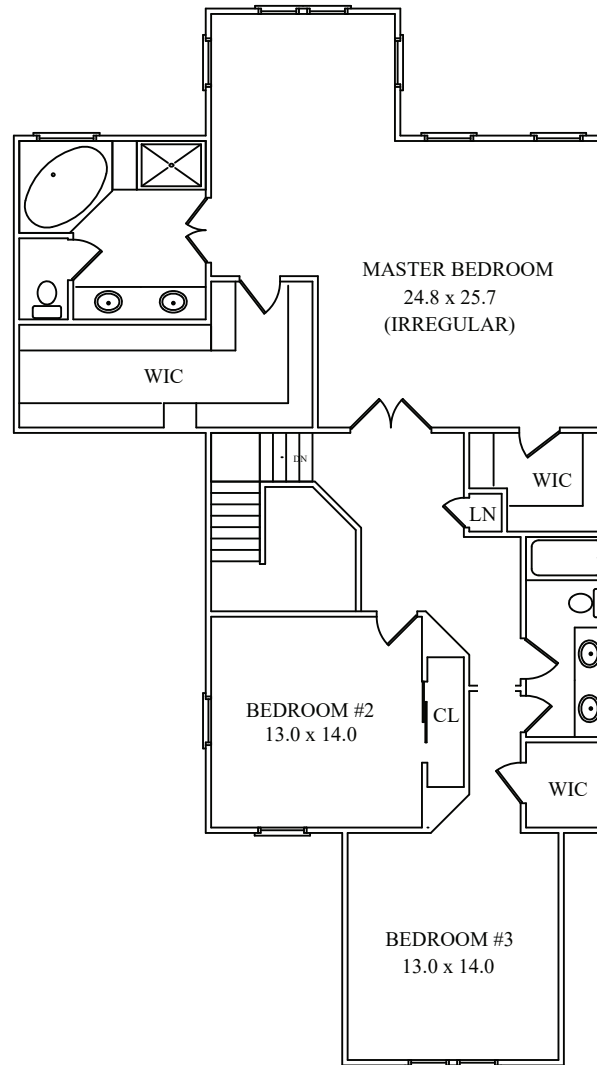 MASTER BEDROOM
24.8 x 25.7
(IRREGULAR)
WIC
DN
WIC
LN
BEDROOM #2
13.0 x 14.0
CL
WIC
BEDROOM #3
13.0 x 14.0